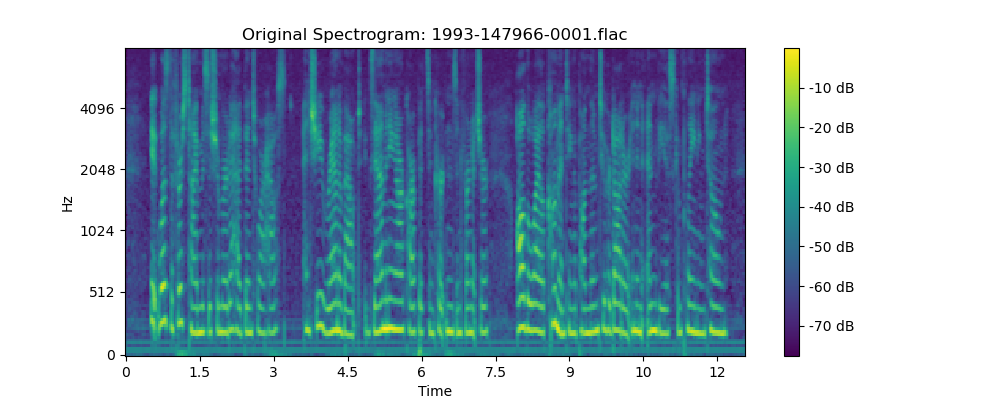 Original Spectrogram: 1993-147966-0001.flac
Hz
4096
2048
1024
512
0
0 1.5 3 4.5 6 7.5 9 10 12
Time
-10 dB
-20 dB
-30 dB
-40 dB
-50 dB
-60 dB
-70 dB